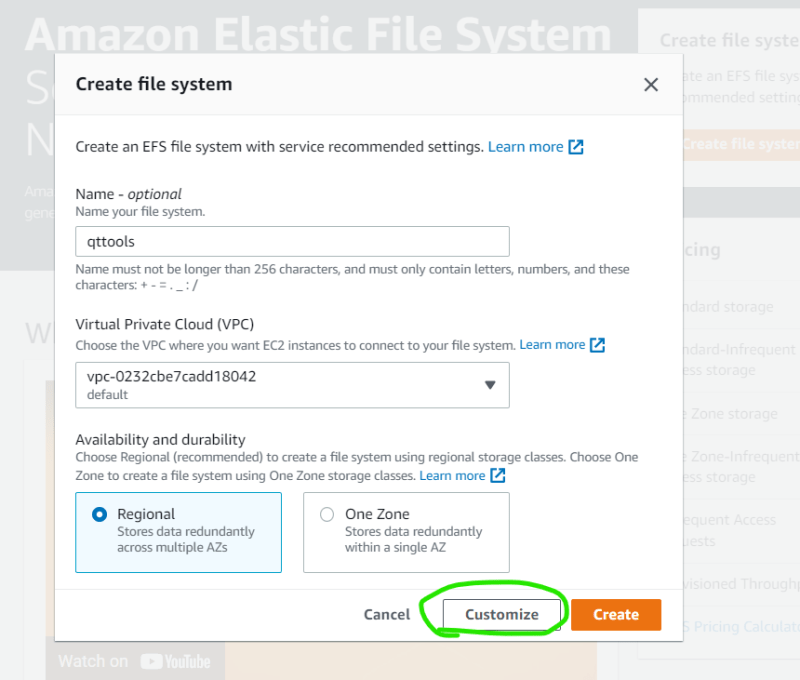 Amazon Elastic File System
Create file system
Create an EFS file system with service recommended settings. Learn more
Name - optional
Name your file system.
qttools
Name must not be longer than 256 characters, and must only contain letters, numbers, and these
characters: + - = . _ : /
Virtual Private Cloud (VPC)
Choose the VPC where you want EC2 instances to connect to your file system. Learn more
vpc-0232cbe7cadd18042
default
Availability and durability
Choose Regional (recommended) to create a file system using regional storage classes. Choose One
Zone to create a file system using One Zone storage classes. Learn more
Regional
Stores data redundantly
across multiple AZs
One Zone
Stores data redundantly
within a single AZ
Cancel
Customize
Create
Create file syste
ate an EFS file sys
ommended setting
Create file system
cing
ndard storage
ndard-Infrequent
ess storage
e Zone storage
e Zone-Infrequent
ess storage
equent Access
uests
visioned Through
S Pricing Calculato
Watch on YouTube